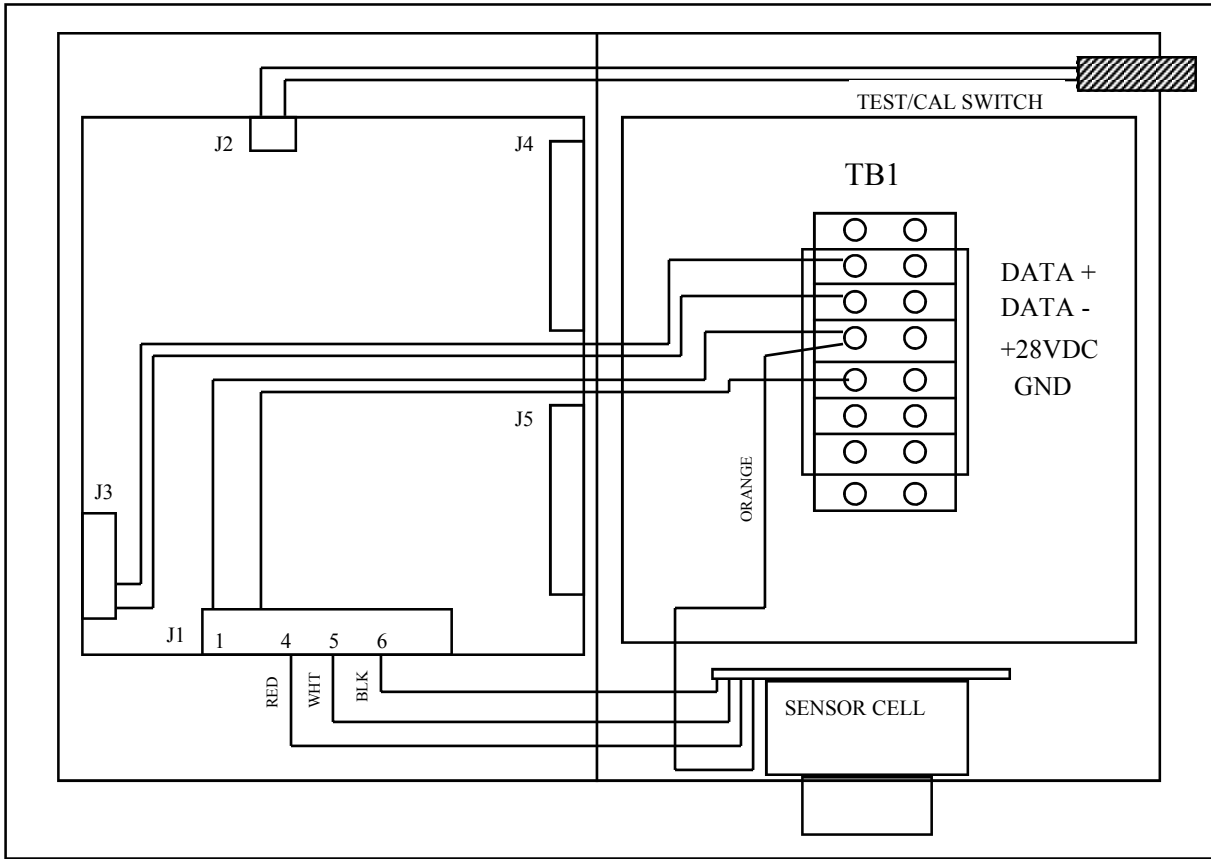 TEST/CAL SWITCH
J2
J4
TB1
DATA +
DATA -
+28VDC
GND
J5
ORANGE
J3
J1
1 4 5 6
RED
WHT
BLK
SENSOR CELL